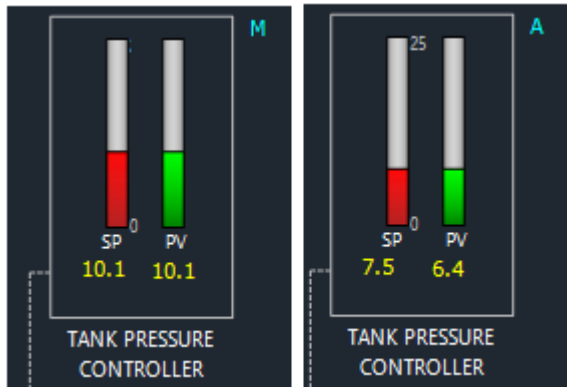 M
0
SP PV
10.1 10.1
TANK PRESSURE
CONTROLLER
A
25
0
SP PV
7.5 6.4
TANK PRESSURE
CONTROLLER